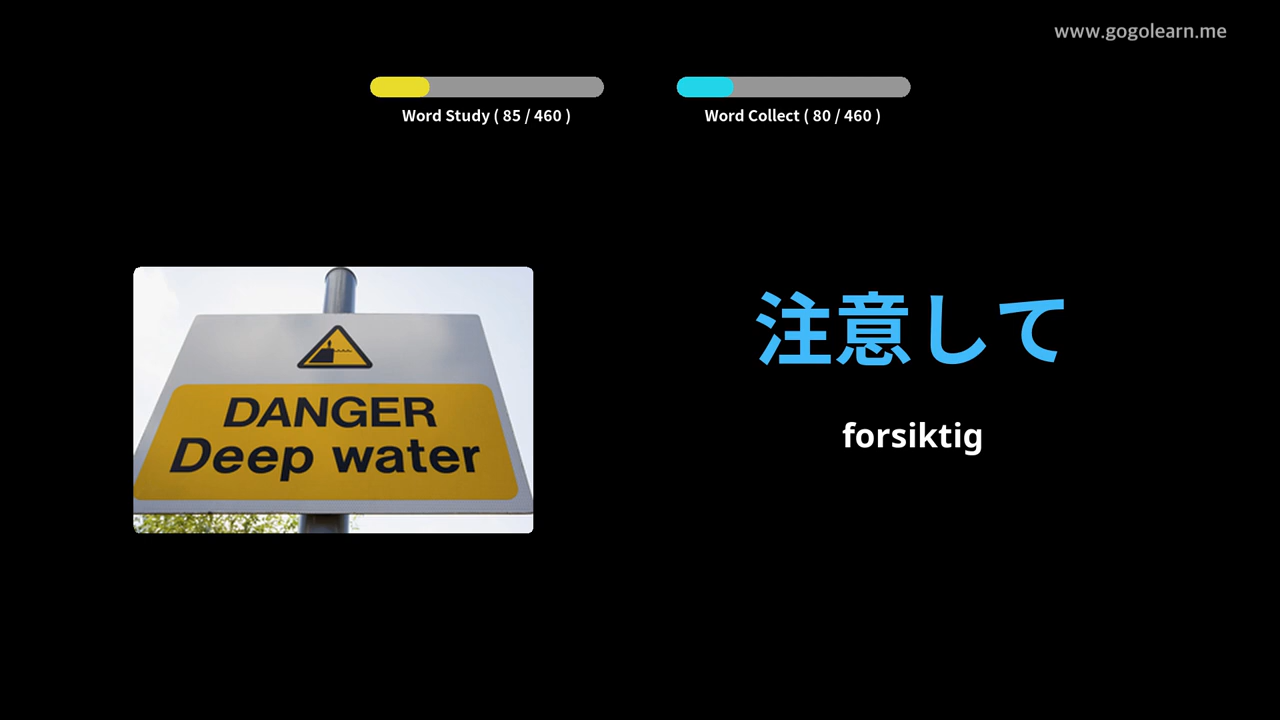 www.gogolearn.me
Word Study ( 85 / 460 )
Word Collect ( 80 / 460 )
DANGER
Deep water
注意して
forsiktig